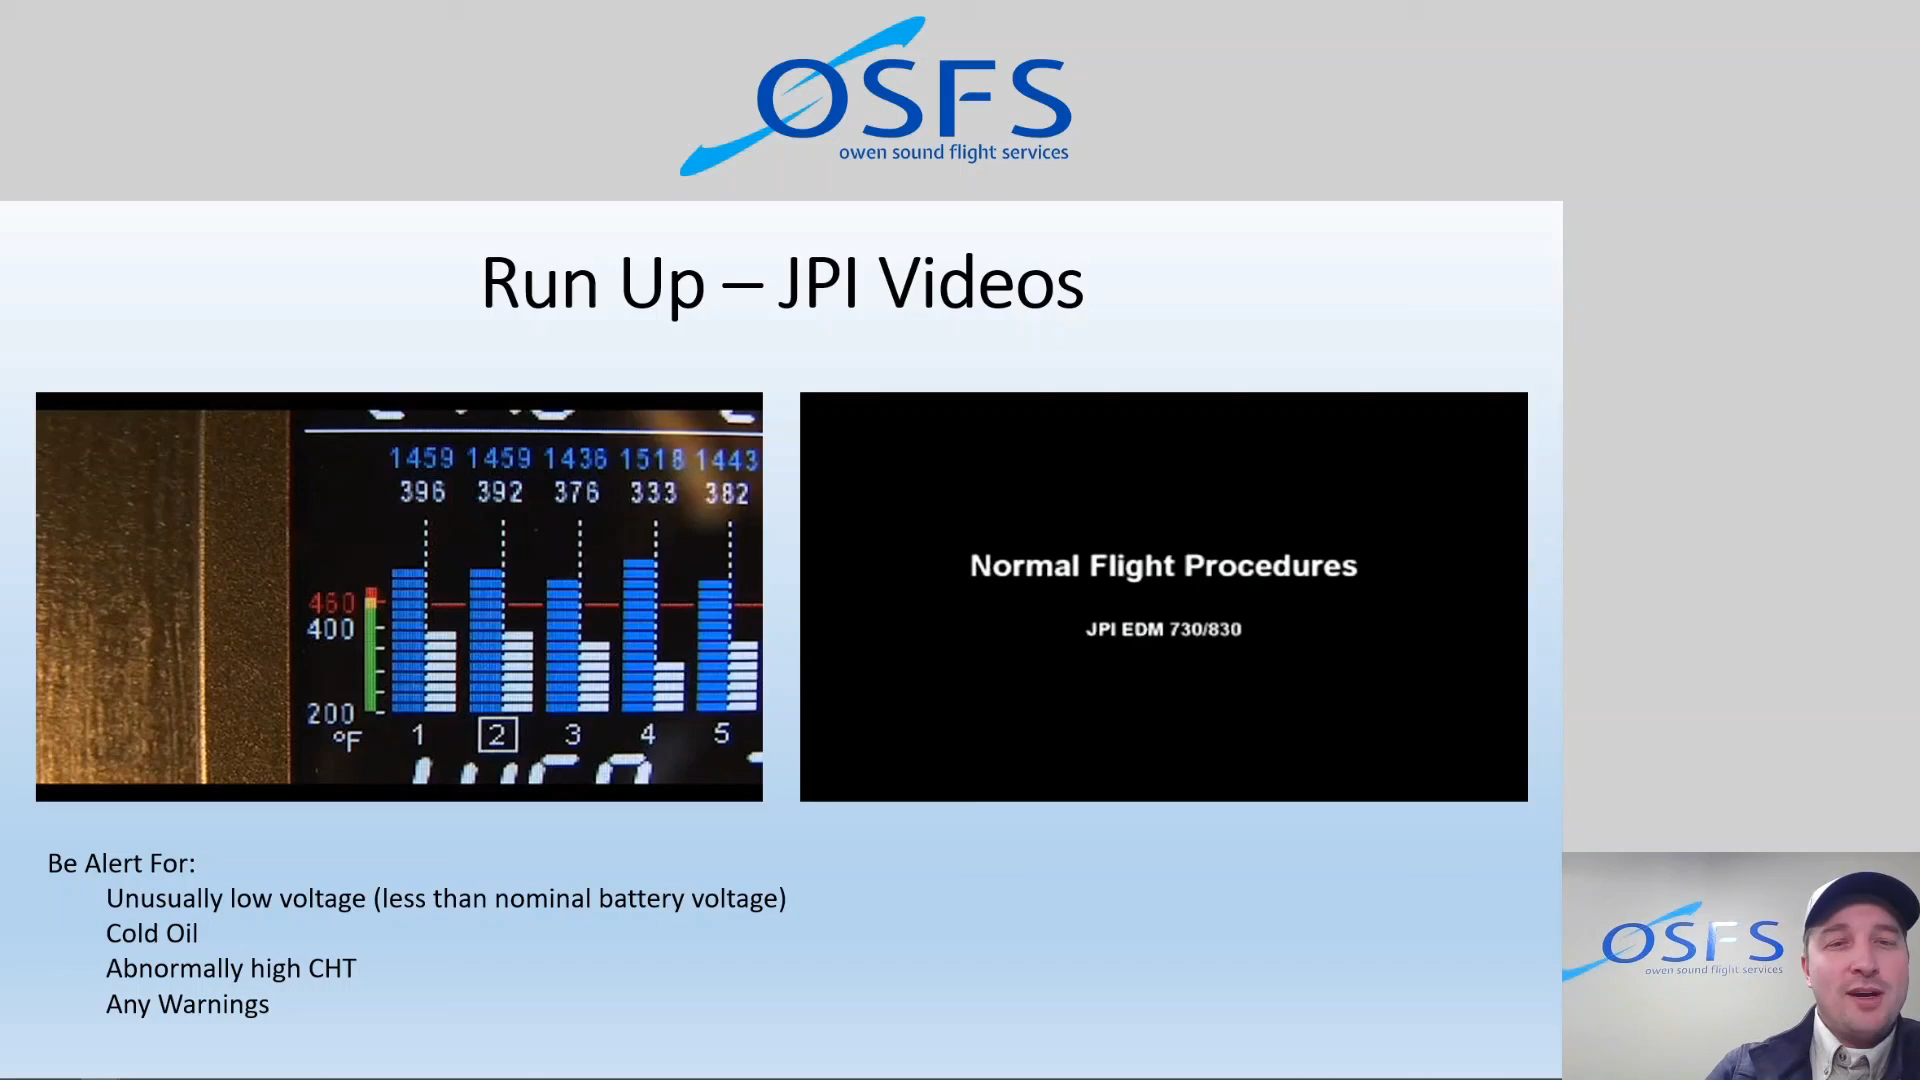 OSFS
owen sound flight services
Run Up – JPI Videos
1459 1459 1436 1518 1443
396 392 376 333 382
460
400
200
°F
1 2 3 4 5
Normal Flight Procedures
JPI EDM 730/830
Be Alert For:
Unusually low voltage (less than nominal battery voltage)
Cold Oil
Abnormally high CHT
Any Warnings
OSFS
owen sound flight services